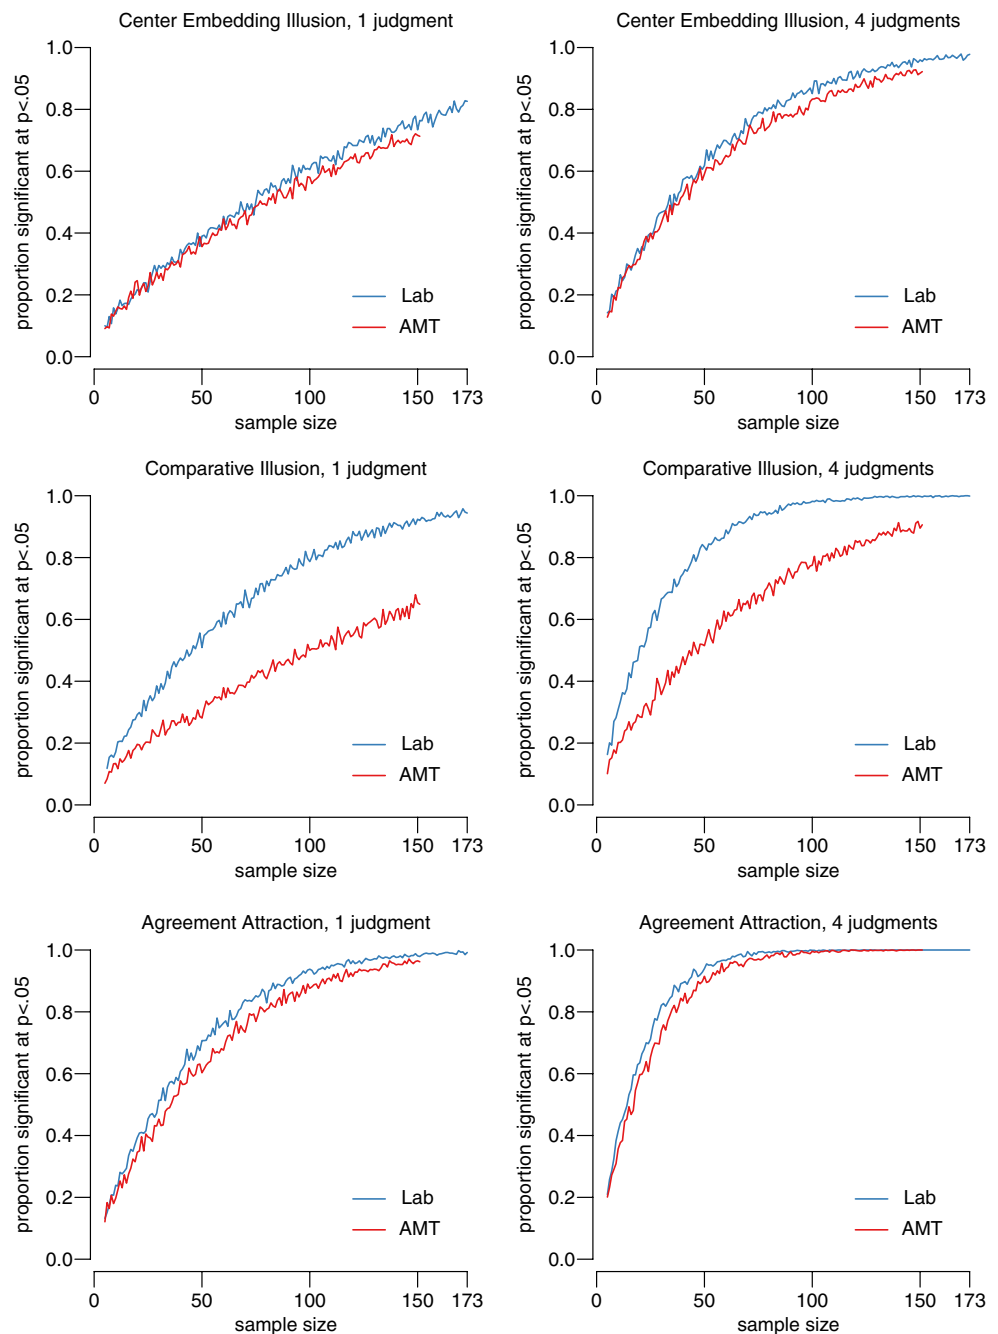 Center Embedding Illusion, 1 judgment
proportion significant at p<.05
1.0
0.8
0.6
0.4
0.2
0.0
Lab
AMT
0 50 100 150 173
sample size
Center Embedding Illusion, 4 judgments
proportion significant at p<.05
1.0
0.8
0.6
0.4
0.2
0.0
Lab
AMT
0 50 100 150 173
sample size
Comparative Illusion, 1 judgment
proportion significant at p<.05
1.0
0.8
0.6
0.4
0.2
0.0
Lab
AMT
0 50 100 150 173
sample size
Comparative Illusion, 4 judgments
proportion significant at p<.05
1.0
0.8
0.6
0.4
0.2
0.0
Lab
AMT
0 50 100 150 173
sample size
Agreement Attraction, 1 judgment
proportion significant at p<.05
1.0
0.8
0.6
0.4
0.2
0.0
Lab
AMT
0 50 100 150 173
sample size
Agreement Attraction, 4 judgments
proportion significant at p<.05
1.0
0.8
0.6
0.4
0.2
0.0
Lab
AMT
0 50 100 150 173
sample size